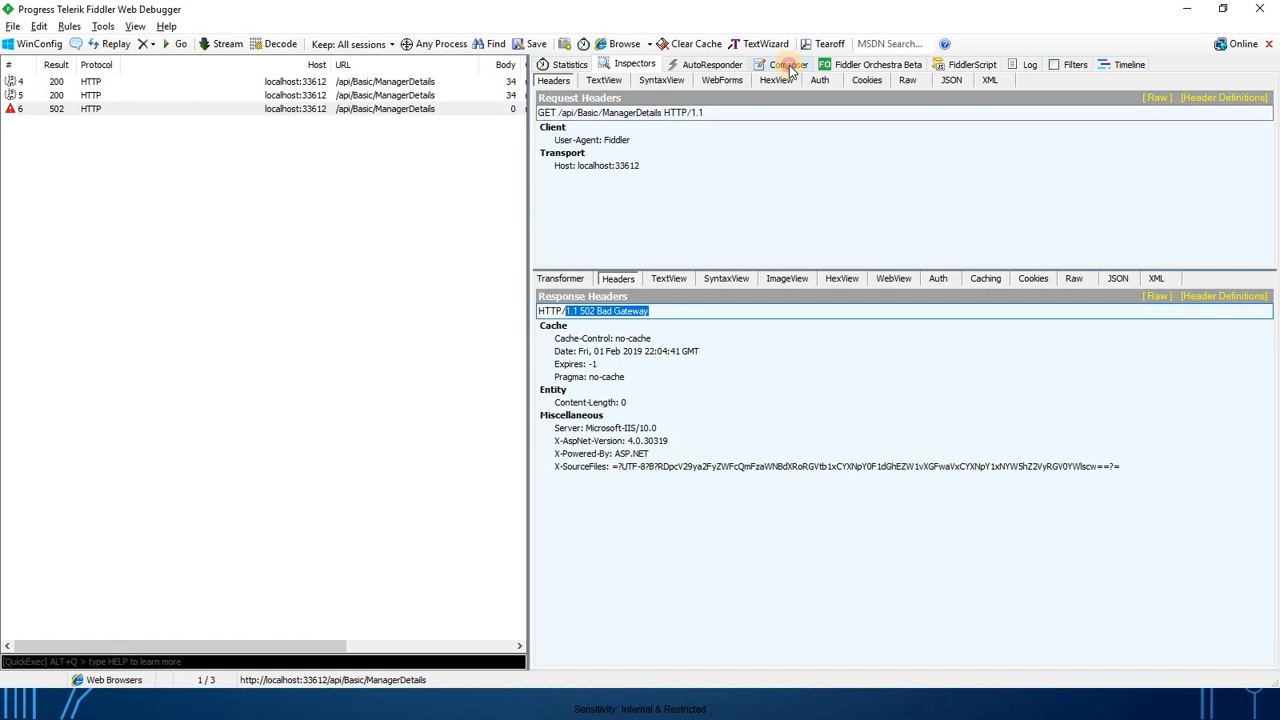 Progress Telerik Fiddler Web Debugger
File Edit Rules Tools View Help
WinConfig Replay Go Stream Decode Keep: All sessions Any Process Find Save Browse Clear Cache TextWizard Tearoff MSDN Search... Online
# Result Protocol Host URL Body
4 200 HTTP localhost:33612 /api/Basic/ManagerDetails 34
5 200 HTTP localhost:33612 /api/Basic/ManagerDetails 34
6 502 HTTP localhost:33612 /api/Basic/ManagerDetails 0
Statistics Inspectors AutoResponder Composer Fiddler Orchestra Beta FiddlerScript Log Filters Timeline
Headers TextView SyntaxView WebForms HexView Auth Cookies Raw JSON XML
Request Headers [ Raw ] [Header Definitions]
GET /api/Basic/ManagerDetails HTTP/1.1
Client
User-Agent: Fiddler
Transport
Host: localhost:33612
Transformer Headers TextView SyntaxView ImageView HexView WebView Auth Caching Cookies Raw JSON XML
Response Headers [ Raw ] [Header Definitions]
HTTP/1.1 502 Bad Gateway
Cache
Cache-Control: no-cache
Date: Fri, 01 Feb 2019 22:04:41 GMT
Expires: -1
Pragma: no-cache
Entity
Content-Length: 0
Miscellaneous
Server: Microsoft-IIS/10.0
X-AspNet-Version: 4.0.30319
X-Powered-By: ASP.NET
X-SourceFiles:
[QuickExec] ALT+Q > type HELP to learn more
Web Browsers 1 / 3 http://localhost:33612/api/Basic/ManagerDetails
Sensitivity: Internal & Restricted